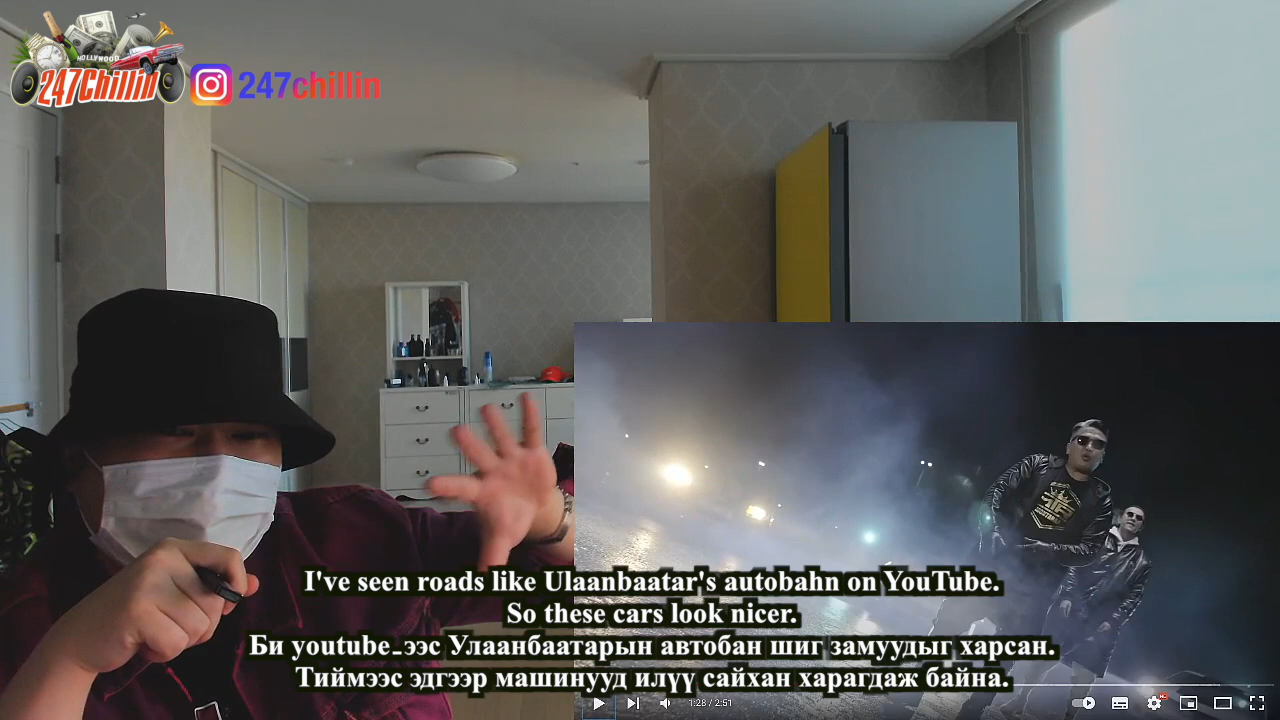 HOLLYWOOD
247Chillin
247chillin
I've seen roads like Ulaanbaatar's autobahn on YouTube.
So these cars look nicer.
Би youtube-ээс Улаанбаатарын автобан шиг замуудыг харсан.
Тиймээс эдгээр машинууд илүү сайхан харагдаж байна.
1:28 / 2:51